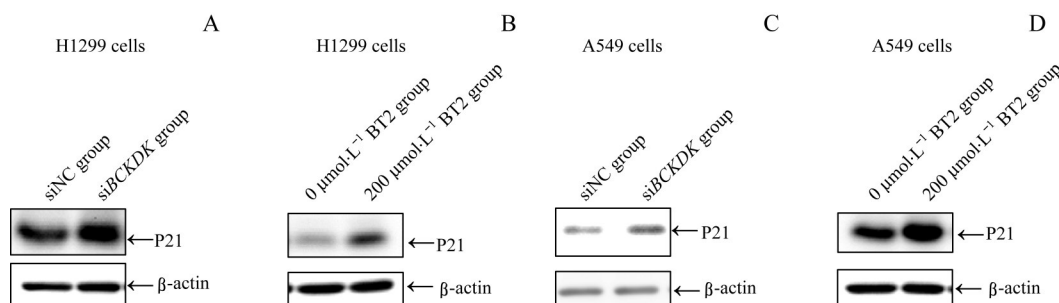 A
H1299 cells
siNC group
siBCKDK group
←P21
←β-actin
B
H1299 cells
0 μmol·L⁻¹ BT2 group
200 μmol·L⁻¹ BT2 group
←P21
←β-actin
C
A549 cells
siNC group
siBCKDK group
←P21
←β-actin
D
A549 cells
0 μmol·L⁻¹ BT2 group
200 μmol·L⁻¹ BT2 group
←P21
←β-actin